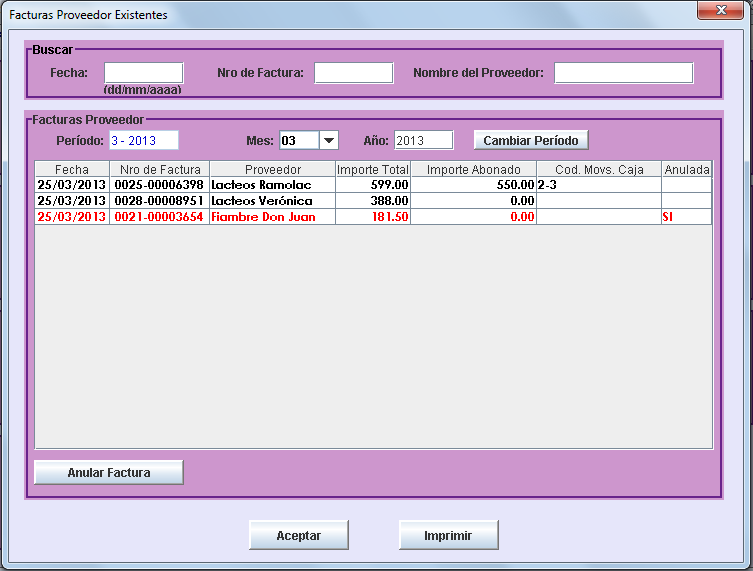 Facturas Proveedor Existentes
Buscar
Fecha: Nro de Factura: Nombre del Proveedor:
(dd/mm/aaaa)
Facturas Proveedor
Período: 3 - 2013 Mes: 03 Año: 2013 Cambiar Período
Fecha Nro de Factura Proveedor Importe Total Importe Abonado Cod. Movs. Caja Anulada
25/03/2013 0025-00006398 Lacteos Ramolac 599.00 550.00 2-3
25/03/2013 0028-00008951 Lacteos Verónica 388.00 0.00
25/03/2013 0021-00003654 Fiambre Don Juan 181.50 0.00 SI
Anular Factura
Aceptar Imprimir